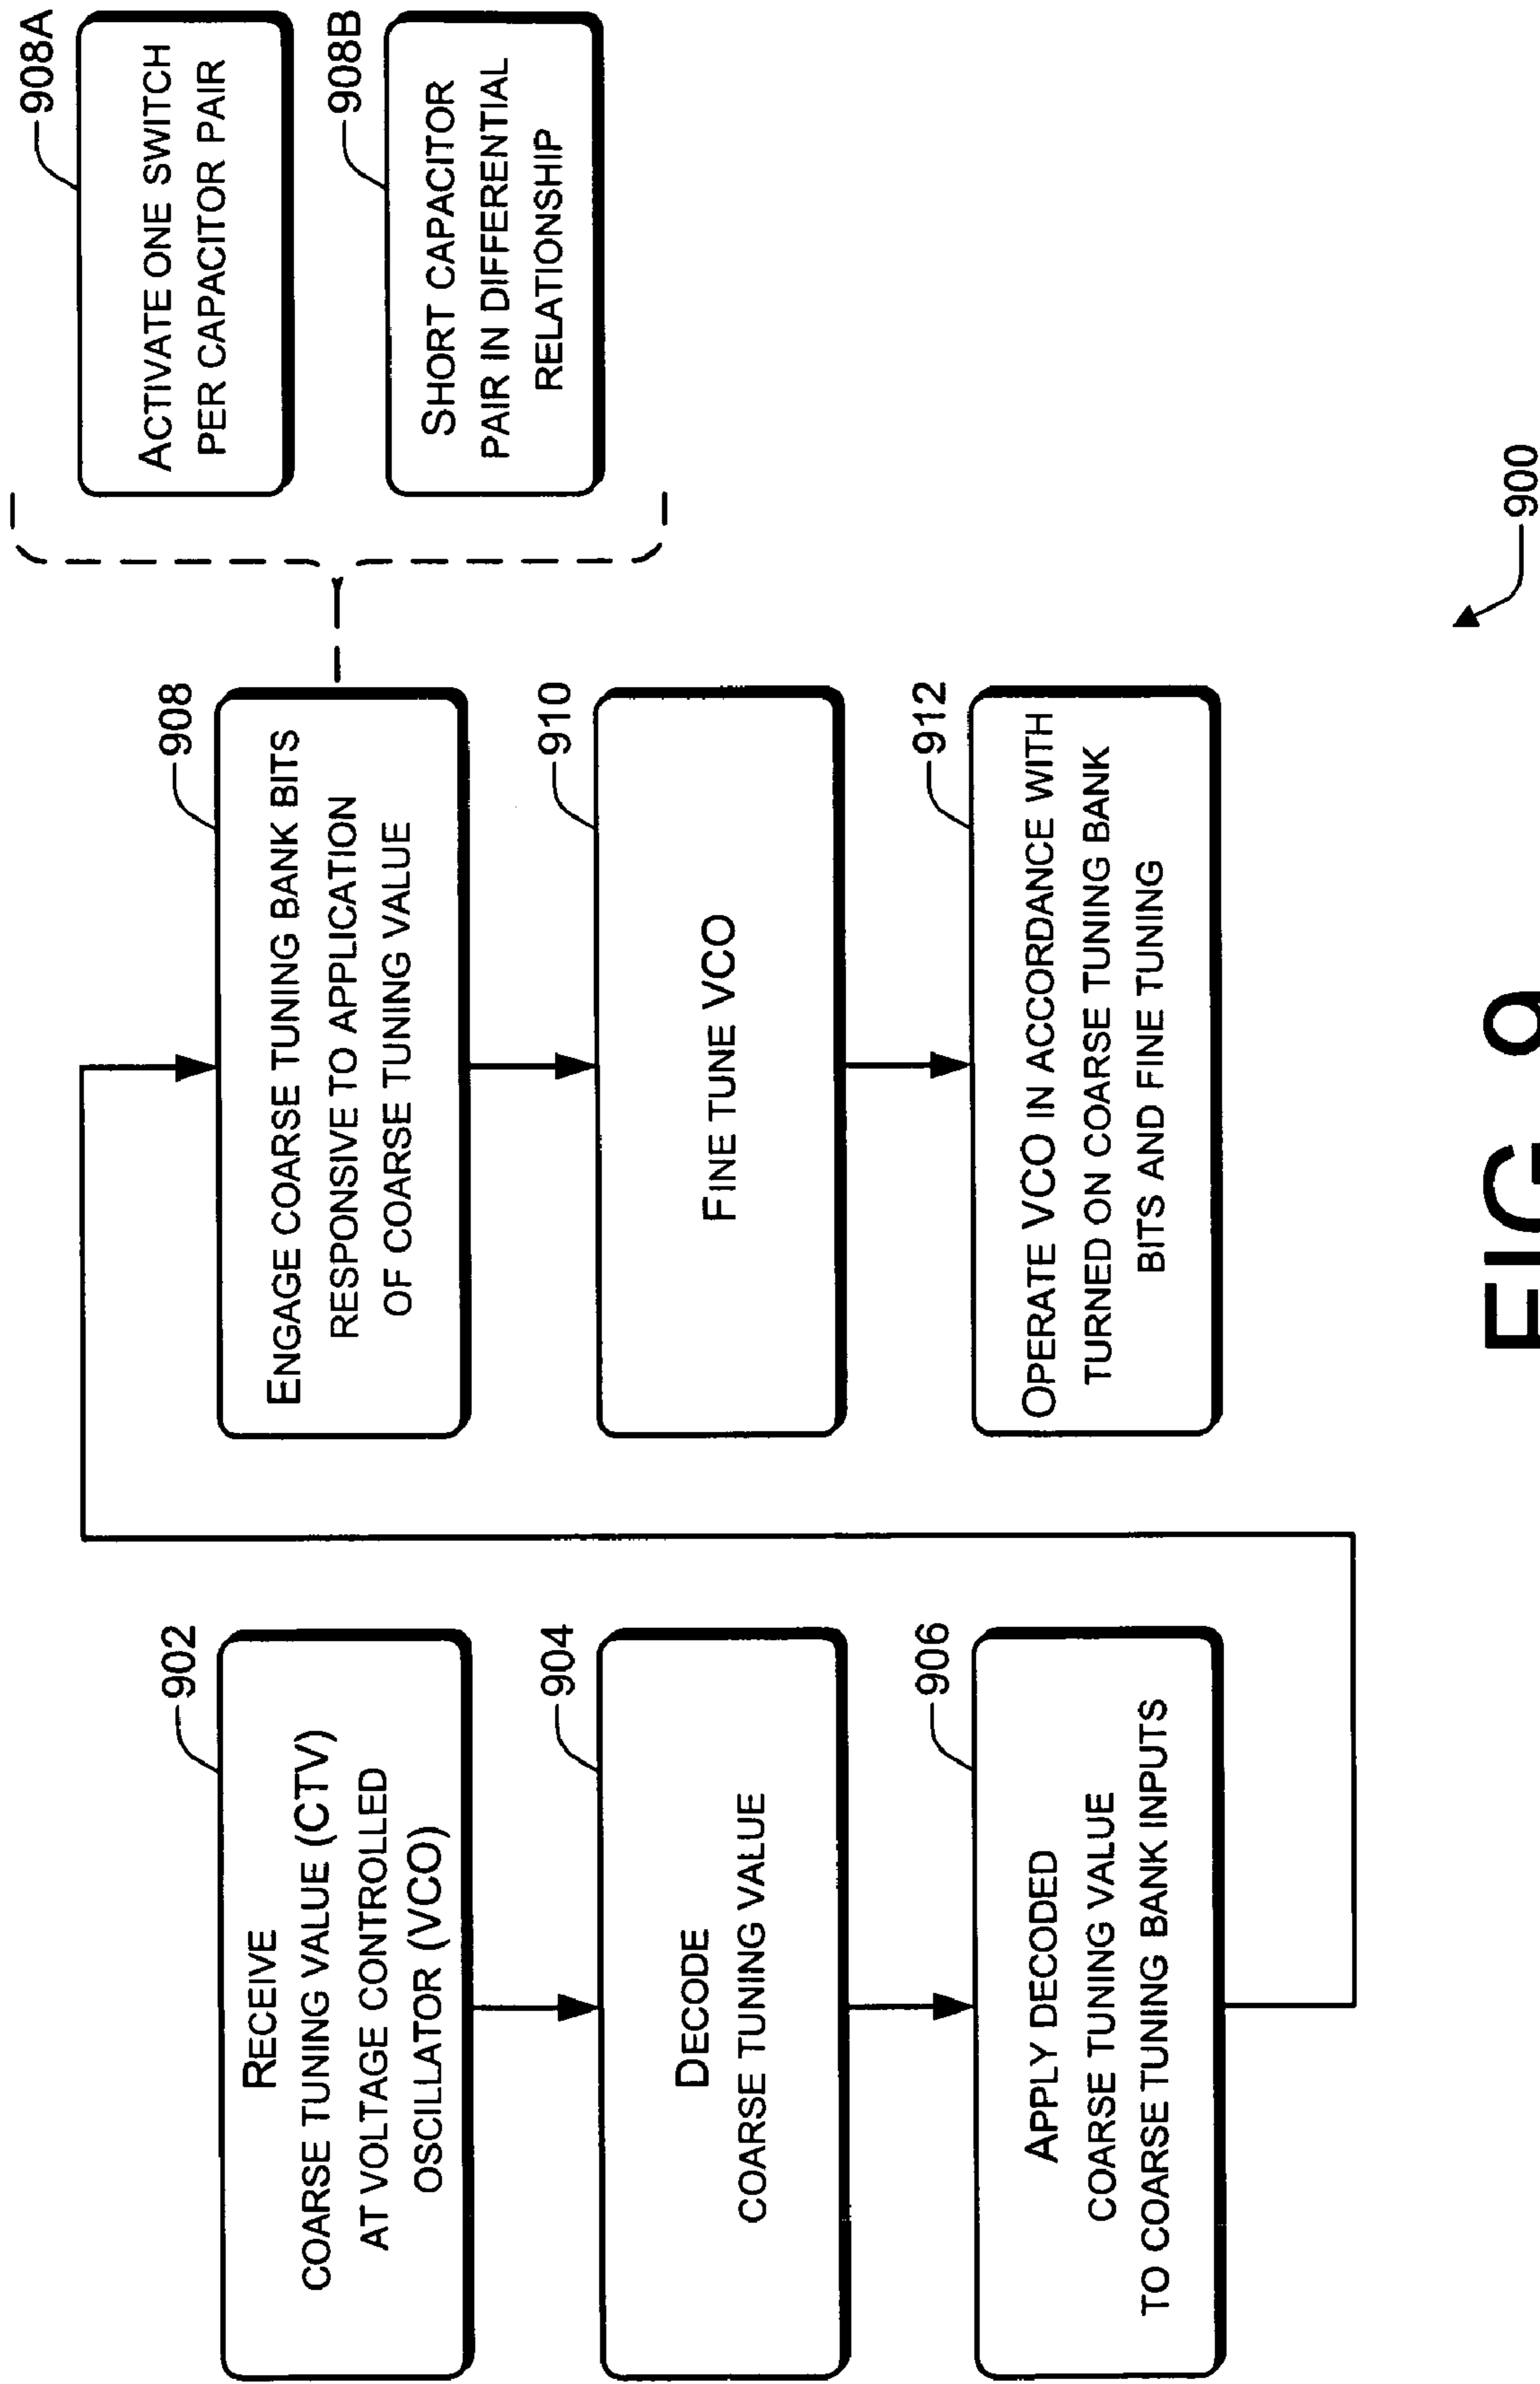 902
RECEIVE
COARSE TUNING VALUE (CTV)
AT VOLTAGE CONTROLLED
OSCILLATOR (VCO)
904
DECODE
COARSE TUNING VALUE
906
APPLY DECODED
COARSE TUNING VALUE
TO COARSE TUNING BANK INPUTS
908
ENGAGE COARSE TUNING BANK BITS
RESPONSIVE TO APPLICATION
OF COARSE TUNING VALUE
908A
ACTIVATE ONE SWITCH
PER CAPACITOR PAIR
908B
SHORT CAPACITOR
PAIR IN DIFFERENTIAL
RELATIONSHIP
910
FINE TUNE VCO
912
OPERATE VCO IN ACCORDANCE WITH
TURNED ON COARSE TUNING BANK
BITS AND FINE TUNING
900
FIG. 9